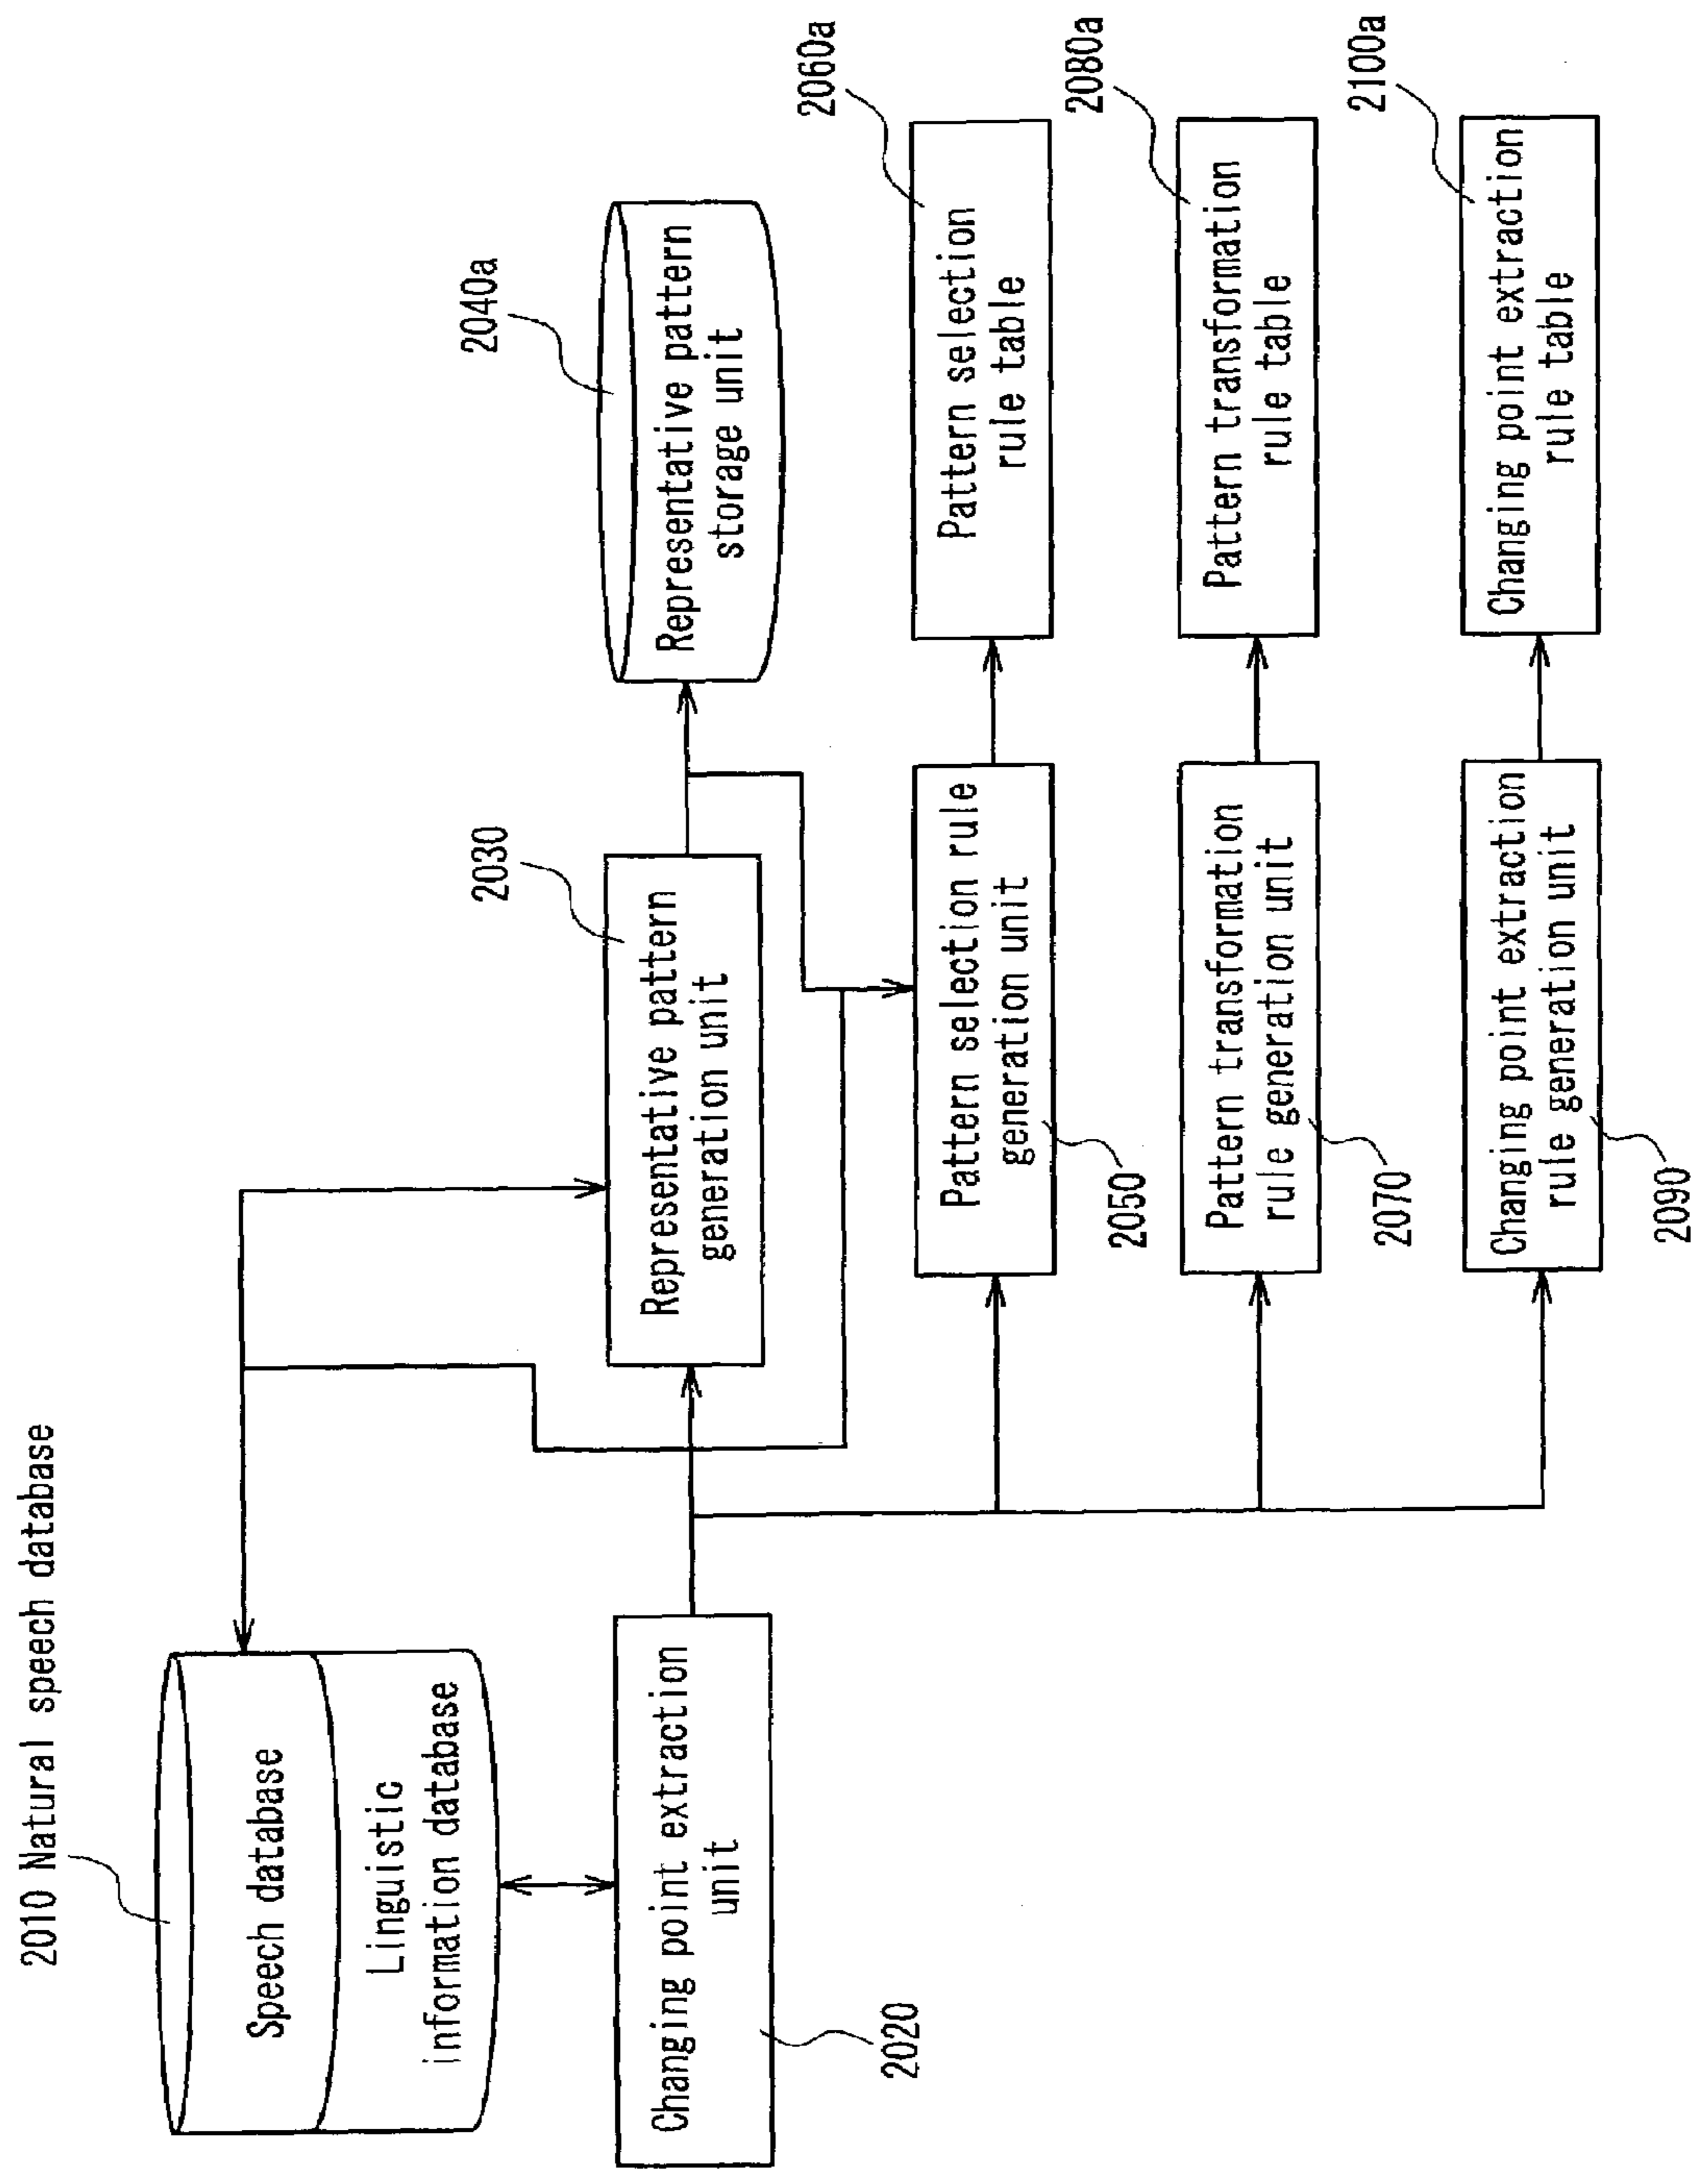 2010 Natural speech database
Speech database
Linguistic
information database
Changing point extraction
unit
2020
2030
Representative pattern
generation unit
2040a
Representative pattern
storage unit
Pattern selection rule
generation unit
2050
2060a
Pattern selection
rule table
Pattern transformation
rule generation unit
2070
2080a
Pattern transformation
rule table
Changing point extraction
rule generation unit
2090
2100a
Changing point extraction
rule table